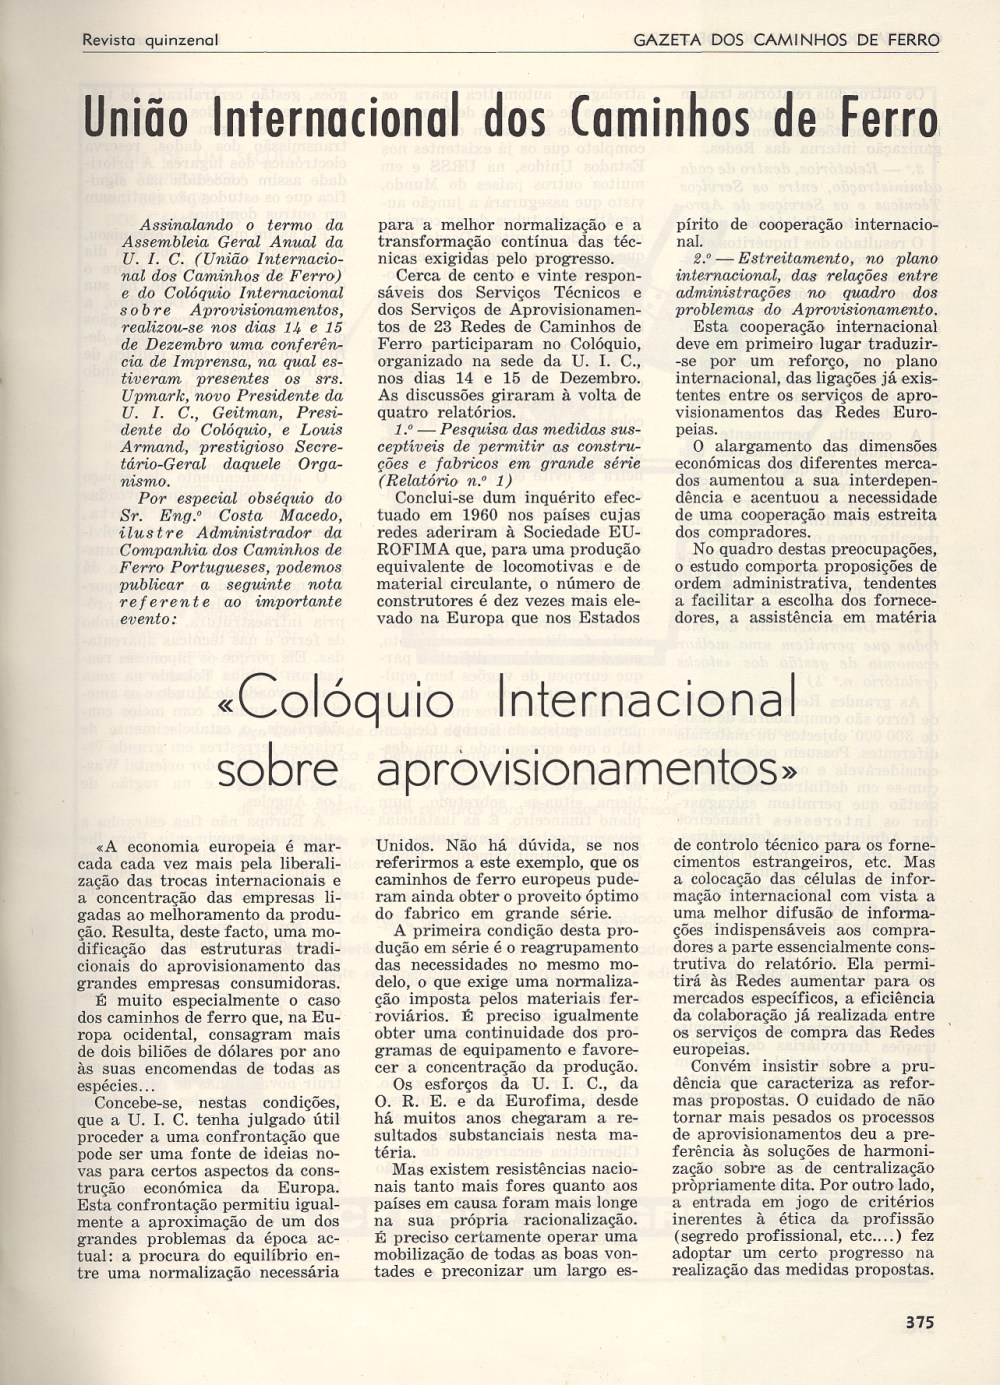 Revista quinzenal
GAZETA DOS CAMINHOS DE FERRO
União Internacional dos Caminhos de Ferro
Assinalando o termo da
Assembleia Geral Anual da
U. I. C. (União Internacio-
nal dos Caminhos de Ferro)
e do Colóquio Internacional
sobre Aprovisionamentos,
realizou-se nos dias 14 e 15
de Dezembro uma conferên-
cia de Imprensa, na qual es-
tiveram presentes os srs.
Upmark, novo Presidente da
U. I. C., Geitman, Presi-
dente do Colóquio, e Louis
Armand, prestigioso Secre-
tário-Geral daquele Orga-
nismo.
Por especial obséquio do
Sr. Eng.º Costa Macedo,
ilustre Administrador da
Companhia dos Caminhos de
Ferro Portugueses, podemos
publicar a seguinte nota
referente ao importante
evento:
para a melhor normalização e a
transformação contínua das téc-
nicas exigidas pelo progresso.
Cerca de cento e vinte respon-
sáveis dos Serviços Técnicos e
dos Serviços de Aprovisionamen-
tos de 23 Redes de Caminhos de
Ferro participaram no Colóquio,
organizado na sede da U. I. C.,
nos dias 14 e 15 de Dezembro.
As discussões giraram à volta de
quatro relatórios.
1.º — Pesquisa das medidas sus-
ceptíveis de permitir as constru-
ções e fabricos em grande série
(Relatório n.º 1)
Conclui-se dum inquérito efec-
tuado em 1960 nos países cujas
redes aderiram à Sociedade EU-
ROFIMA que, para uma produção
equivalente de locomotivas e de
material circulante, o número de
construtores é dez vezes mais ele-
vado na Europa que nos Estados
pírito de cooperação internacio-
nal.
2.º — Estreitamento, no plano
internacional, das relações entre
administrações no quadro dos
problemas do Aprovisionamento.
Esta cooperação internacional
deve em primeiro lugar traduzir-
-se por um reforço, no plano
internacional, das ligações já exis-
tentes entre os serviços de apro-
visionamentos das Redes Euro-
peias.
O alargamento das dimensões
económicas dos diferentes merca-
dos aumentou a sua interdepen-
dência e acentuou a necessidade
de uma cooperação mais estreita
dos compradores.
No quadro destas preocupações,
o estudo comporta proposições de
ordem administrativa, tendentes
a facilitar a escolha dos fornece-
dores, a assistência em matéria
«Colóquio Internacional
sobre aprovisionamentos»
«A economia europeia é mar-
cada cada vez mais pela liberali-
zação das trocas internacionais e
a concentração das empresas li-
gadas ao melhoramento da produ-
ção. Resulta, deste facto, uma mo-
dificação das estruturas tradi-
cionais do aprovisionamento das
grandes empresas consumidoras.
É muito especialmente o caso
dos caminhos de ferro que, na Eu-
ropa ocidental, consagram mais
de dois biliões de dólares por ano
às suas encomendas de todas as
espécies...
Concebe-se, nestas condições,
que a U. I. C. tenha julgado útil
proceder a uma confrontação que
pode ser uma fonte de ideias no-
vas para certos aspectos da cons-
trução económica da Europa.
Esta confrontação permitiu igual-
mente a aproximação de um dos
grandes problemas da época ac-
tual: a procura do equilíbrio en-
tre uma normalização necessária
Unidos. Não há dúvida, se nos
referirmos a este exemplo, que os
caminhos de ferro europeus pude-
ram ainda obter o proveito óptimo
do fabrico em grande série.
A primeira condição desta pro-
dução em série é o reagrupamento
das necessidades no mesmo mo-
delo, o que exige uma normaliza-
ção imposta pelos materiais fer-
roviários. É preciso igualmente
obter uma continuidade dos pro-
gramas de equipamento e favore-
cer a concentração da produção.
Os esforços da U. I. C., da
O. R. E. e da Eurofima, desde
há muitos anos chegaram a re-
sultados substanciais nesta ma-
téria.
Mas existem resistências nacio-
nais tanto mais fores quanto aos
países em causa foram mais longe
na sua própria racionalização.
É preciso certamente operar uma
mobilização de todas as boas von-
tades e preconizar um largo es-
de controlo técnico para os forne-
cimentos estrangeiros, etc. Mas
a colocação das células de infor-
mação internacional com vista a
uma melhor difusão de informa-
ções indispensáveis aos compra-
dores a parte essencialmente cons-
trutiva do relatório. Ela permi-
tirá às Redes aumentar para os
mercados específicos, a eficiência
da colaboração já realizada entre
os serviços de compra das Redes
europeias.
Convém insistir sobre a pru-
dência que caracteriza as refor-
mas propostas. O cuidado de não
tornar mais pesados os processos
de aprovisionamentos deu a pre-
ferência às soluções de harmoni-
zação sobre as de centralização
pròpriamente dita. Por outro lado,
a entrada em jogo de critérios
inerentes à ética da profissão
(segredo profissional, etc....) fez
adoptar um certo progresso na
realização das medidas propostas.
375